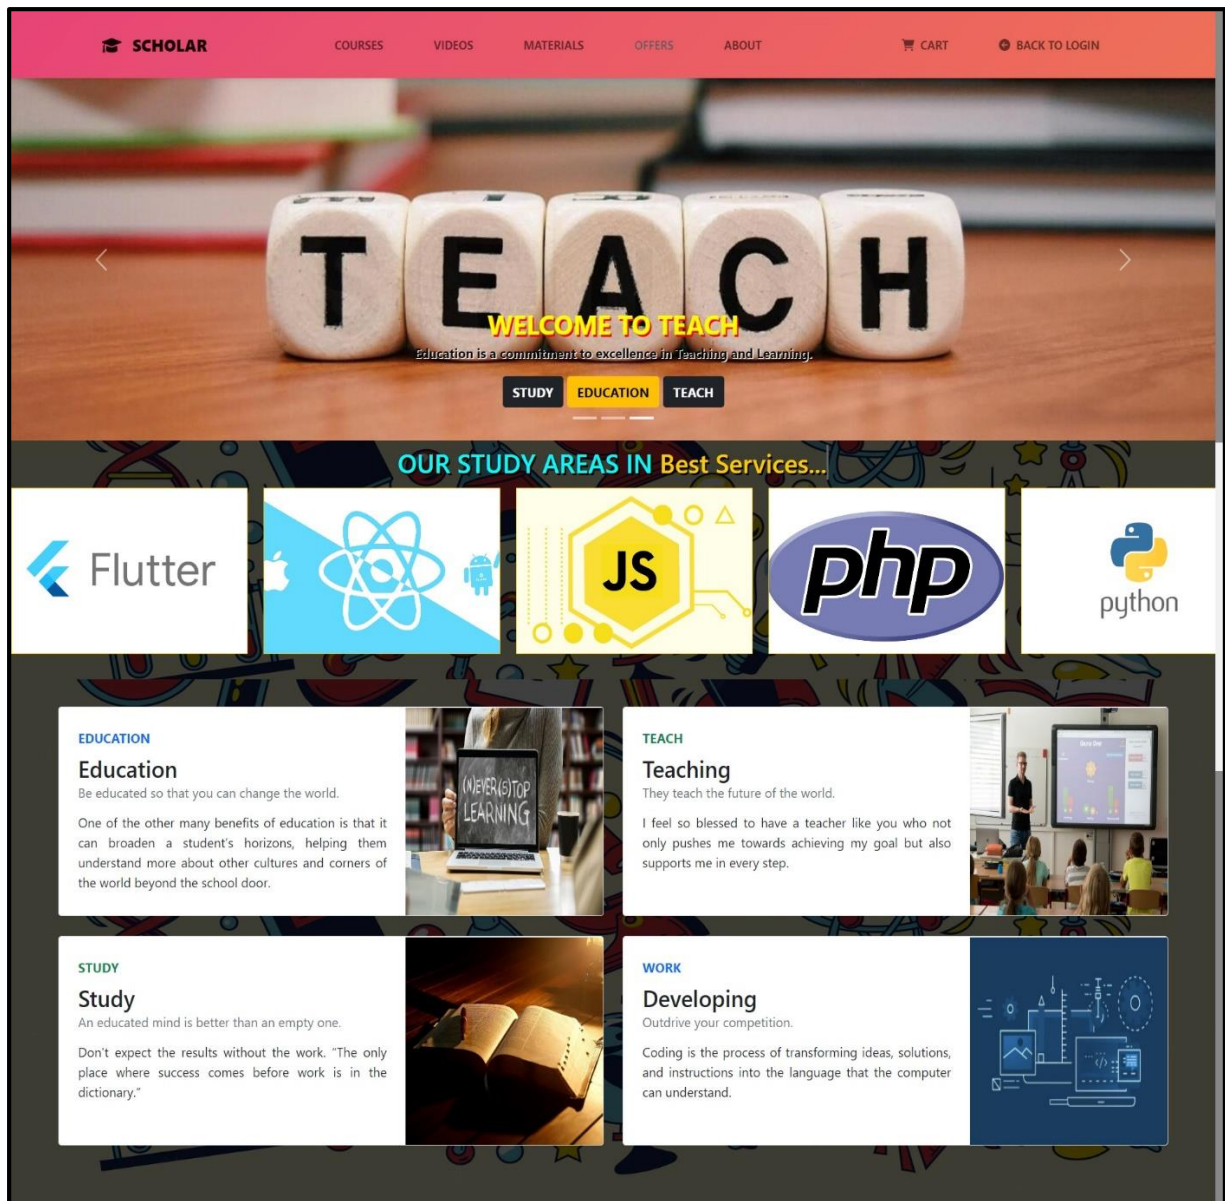 SCHOLAR
COURSES
VIDEOS
MATERIALS
OFFERS
ABOUT
CART
BACK TO LOGIN
TEACH
WELCOME TO TEACH
Education is a commitment to excellence in Teaching and Learning.
STUDY
EDUCATION
TEACH
OUR STUDY AREAS IN Best Services...
Flutter
JS
php
python
EDUCATION
Education
Be educated so that you can change the world.
One of the other many benefits of education is that it
can broaden a student's horizons, helping them
understand more about other cultures and corners of
the world beyond the school door.
(N)EVER(S)TOP
LEARNING
TEACH
Teaching
They teach the future of the world.
I feel so blessed to have a teacher like you who not
only pushes me towards achieving my goal but also
supports me in every step.
STUDY
Study
An educated mind is better than an empty one.
Don't expect the results without the work. "The only
place where success comes before work is in the
dictionary."
WORK
Developing
Outdrive your competition.
Coding is the process of transforming ideas, solutions,
and instructions into the language that the computer
can understand.